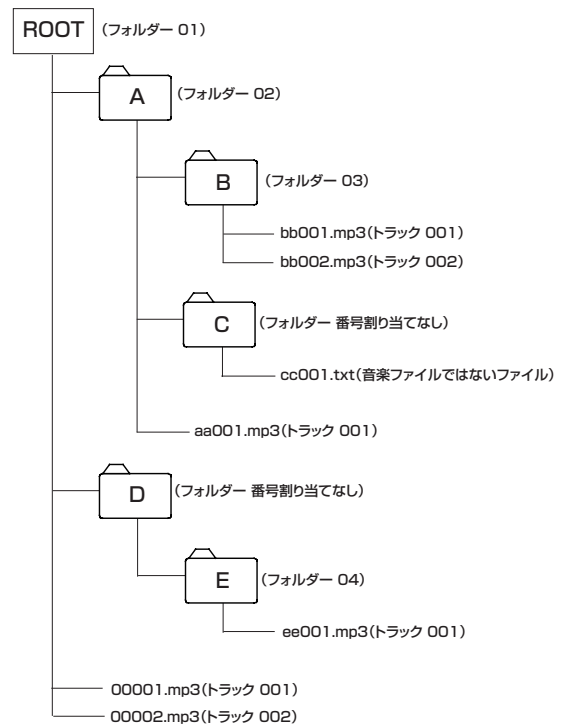 ROOT (フォルダー 01)
A (フォルダー 02)
B (フォルダー 03)
bb001.mp3(トラック 001)
bb002.mp3(トラック 002)
C (フォルダー 番号割り当てなし)
cc001.txt(音楽ファイルではないファイル)
aa001.mp3(トラック 001)
D (フォルダー 番号割り当てなし)
E (フォルダー 04)
ee001.mp3(トラック 001)
00001.mp3(トラック 001)
00002.mp3(トラック 002)